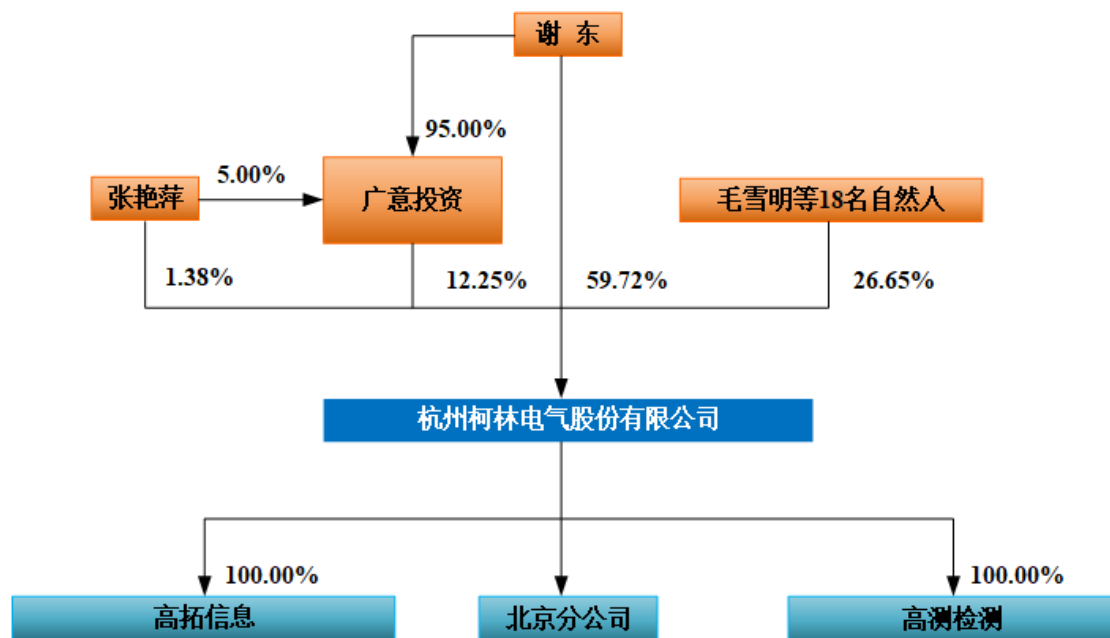 谢 东
95.00%
张艳萍
5.00%
广意投资
毛雪明等18名自然人
1.38%
12.25%
59.72%
26.65%
杭州柯林电气股份有限公司
100.00%
100.00%
高拓信息
北京分公司
高测检测